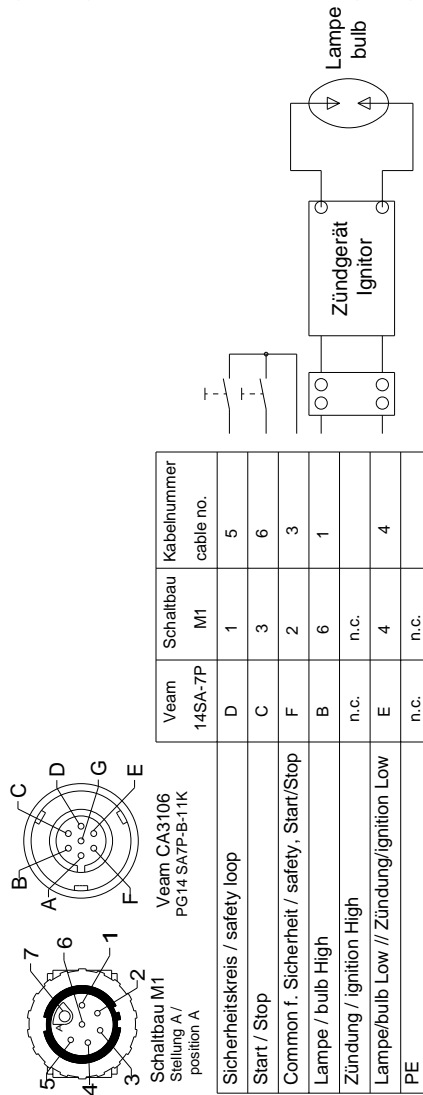 5
4
3
7
6
1
2
A
Schaltbau M1
Stellung A /
position A
B
C
A
D
G
E
F
Veam CA3106
PG14 SA7P-B-11K
Veam
14SA-7P
Schaltbau
M1
Kabelnummer
cable no.
Sicherheitskreis / safety loop D 1 5
Start / Stop C 3 6
Common f. Sicherheit / safety, Start/Stop F 2 3
Lampe / bulb High B 6 1
Zündung / ignition High n.c. n.c.
Lampe/bulb Low // Zündung/ignition Low E 4 4
PE n.c. n.c.
Zündgerät
Ignitor
Lampe
bulb